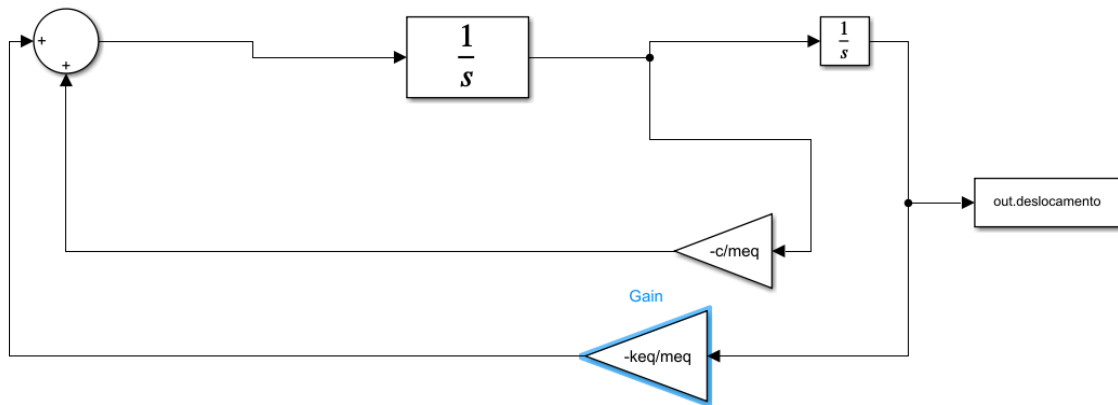 +
+
1
s
1
s
out.deslocamento
-c/meq
Gain
-keq/meq